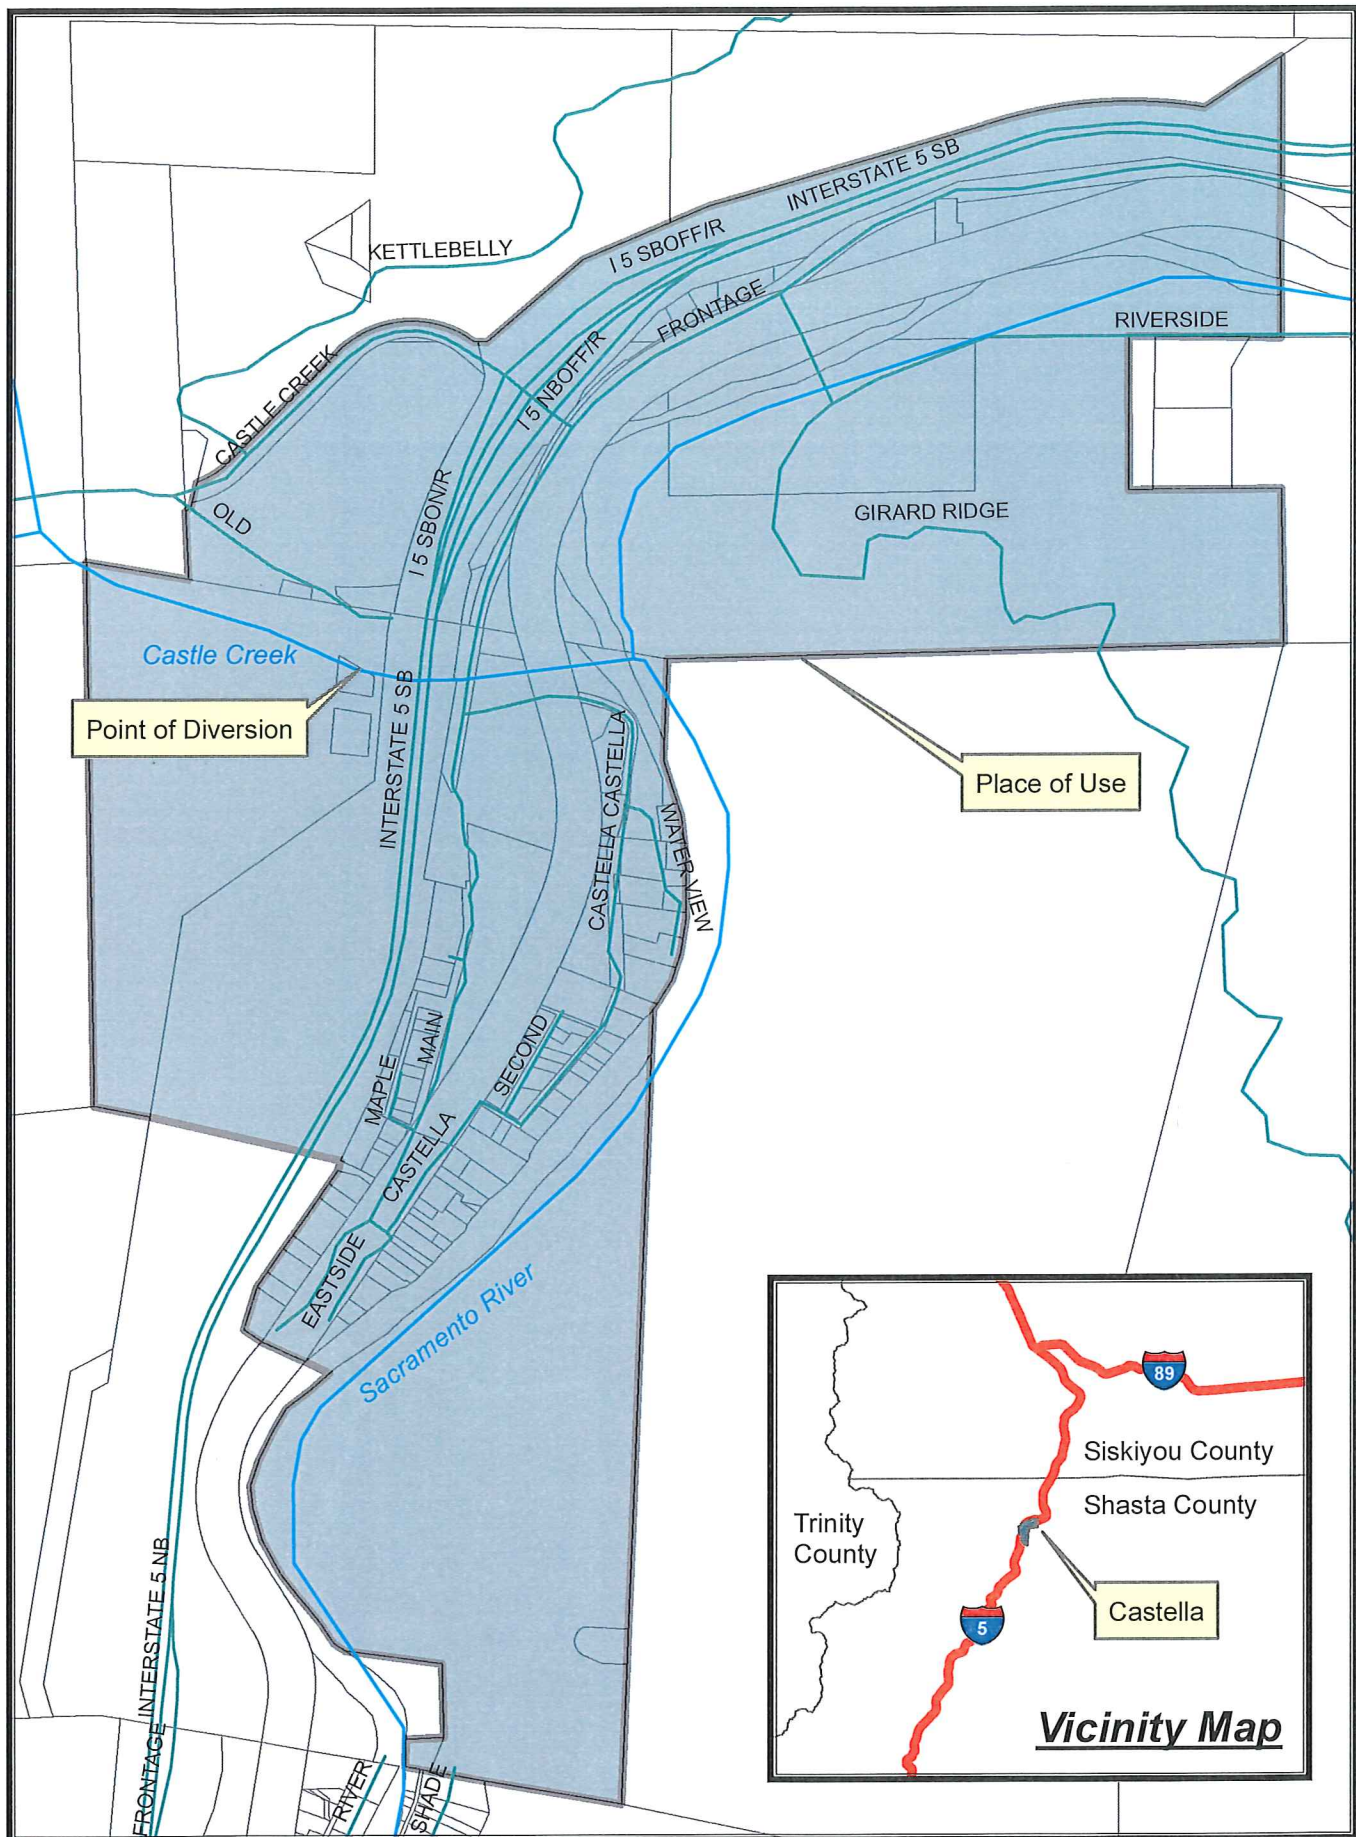 INTERSTATE 5 SB
I 5 SBOFF/R
KETTLEBELLY
FRONTAGE
RIVERSIDE
I 5 NBOFF/R
CASTLE CREEK
I 5 SBON/R
OLD
GIRARD RIDGE
Castle Creek
Point of Diversion
INTERSTATE 5 SB
CASTELLA CASTELLA
Place of Use
WATER VIEW
MAIN
SECOND
MAPLE
CASTELLA
EASTSIDE
Sacramento River
89
Siskiyou County
Shasta County
Trinity
County
Castella
5
Vicinity Map
FRONTAGE INTERSTATE 5 NB
RIVER
SHADE